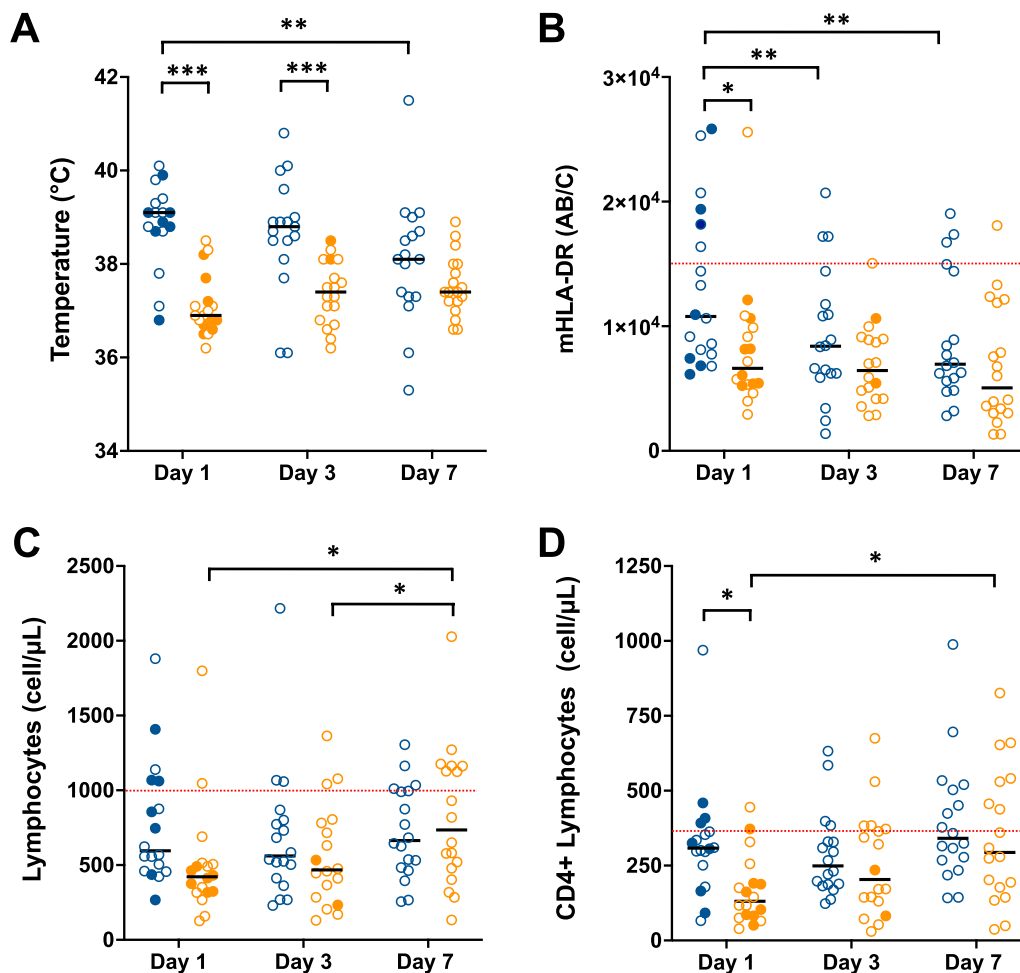 A
**
***
***
42
40
38
36
34
Temperature (°C)
Day 1
Day 3
Day 7
B
**
**
*
3×10⁴
2×10⁴
1×10⁴
0
mHLA-DR (AB/C)
Day 1
Day 3
Day 7
C
*
*
2500
2000
1500
1000
500
0
Lymphocytes (cell/µL)
Day 1
Day 3
Day 7
D
*
*
1250
1000
750
500
250
0
CD4+ Lymphocytes (cell/µL)
Day 1
Day 3
Day 7